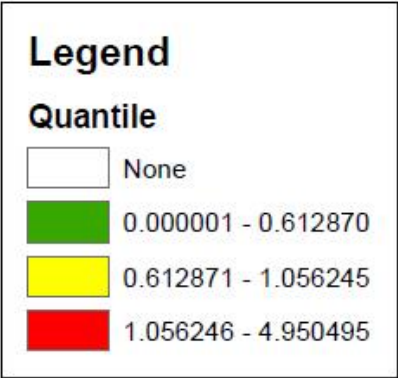 Legend
Quantile
None
0.000001 - 0.612870
0.612871 - 1.056245
1.056246 - 4.950495